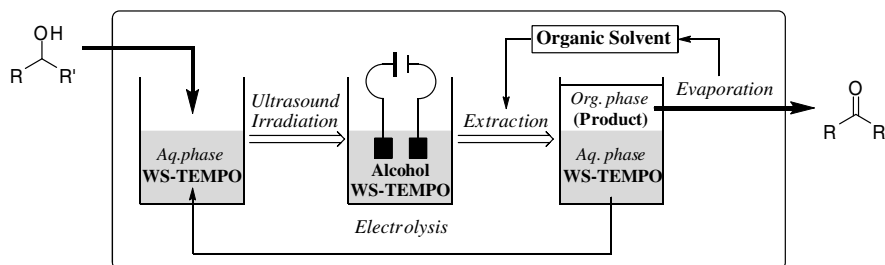 OH
R
R'
Ultrasound
Irradiation
Aq.phase
WS-TEMPO
Alcohol
WS-TEMPO
Electrolysis
Extraction
Organic Solvent
Evaporation
Org. phase
(Product)
Aq. phase
WS-TEMPO
O
R
R